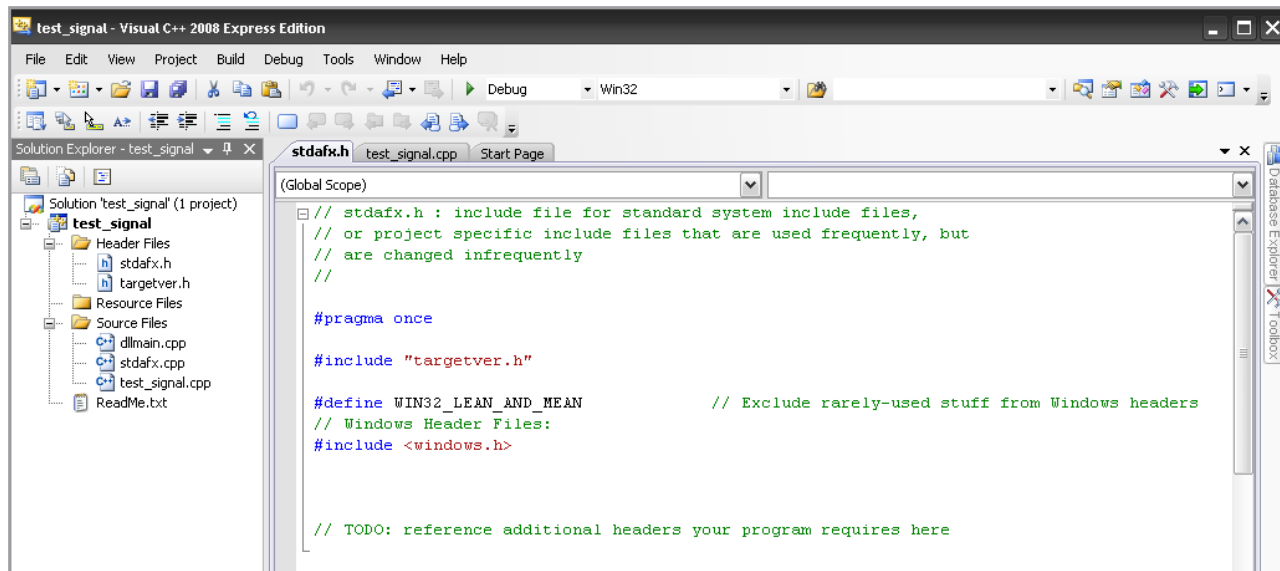 test_signal - Visual C++ 2008 Express Edition
File Edit View Project Build Debug Tools Window Help
Debug Win32
Solution Explorer - test_signal
stdafx.h test_signal.cpp Start Page
(Global Scope)
Solution 'test_signal' (1 project)
test_signal
Header Files
stdafx.h
targetver.h
Resource Files
Source Files
dllmain.cpp
stdafx.cpp
test_signal.cpp
ReadMe.txt
// stdafx.h : include file for standard system include files,
// or project specific include files that are used frequently, but
// are changed infrequently
//
#pragma once
#include "targetver.h"
#define WIN32_LEAN_AND_MEAN // Exclude rarely-used stuff from Windows headers
// Windows Header Files:
#include <windows.h>
// TODO: reference additional headers your program requires here
Database Explorer
Toolbox